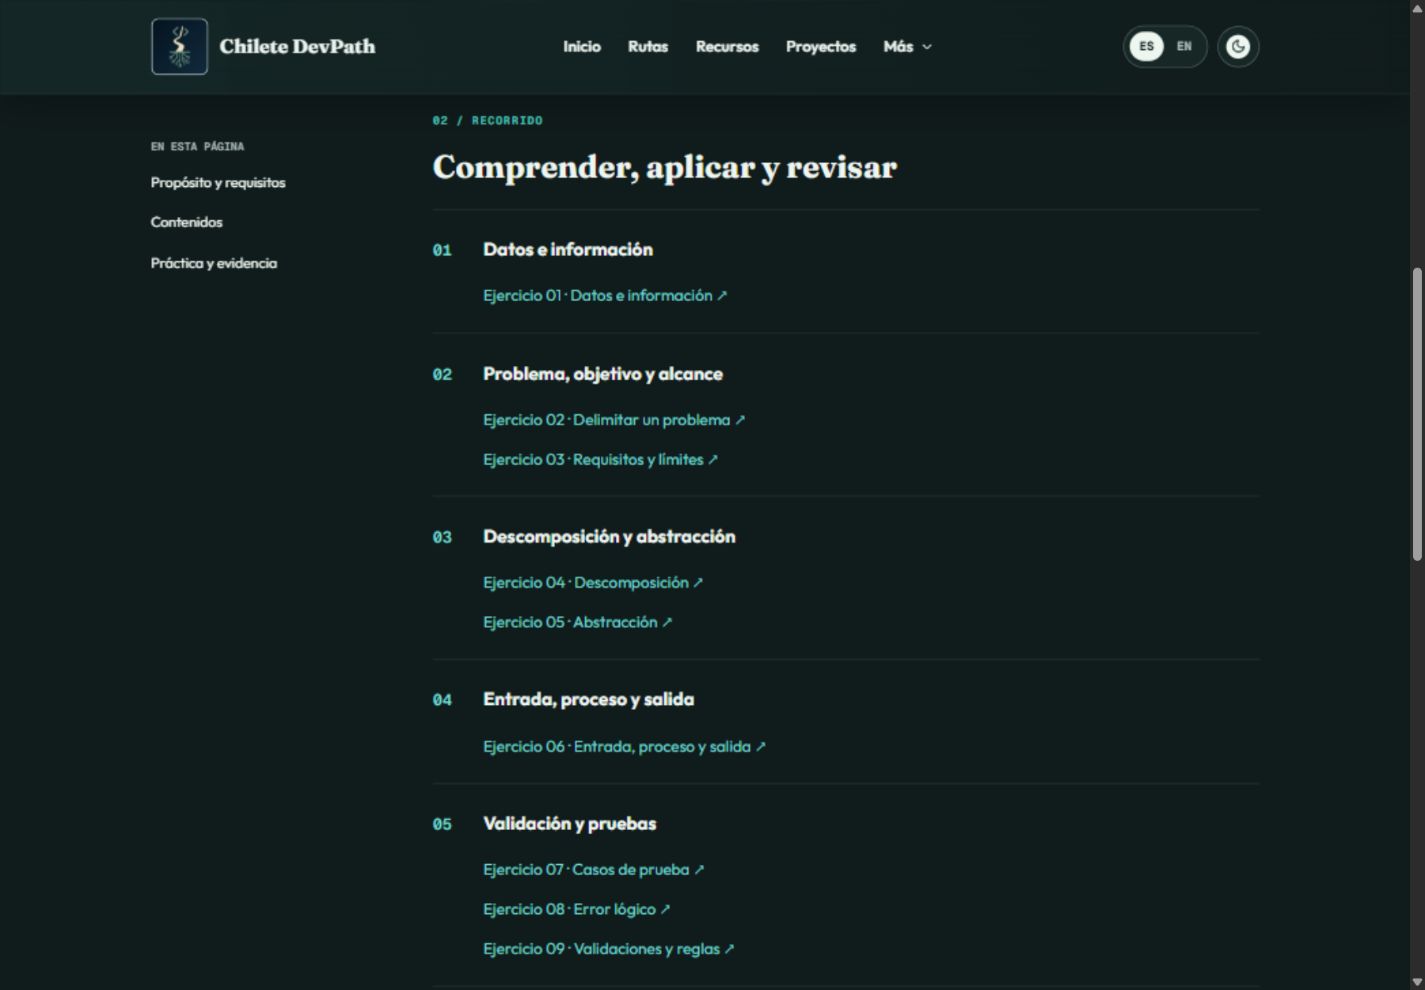 Chilete DevPath
Inicio
Rutas
Recursos
Proyectos
Más
ES
EN
EN ESTA PÁGINA
Propósito y requisitos
Contenidos
Práctica y evidencia
02 / RECORRIDO
Comprender, aplicar y revisar
01 Datos e información
Ejercicio 01 · Datos e información ↗
02 Problema, objetivo y alcance
Ejercicio 02 · Delimitar un problema ↗
Ejercicio 03 · Requisitos y límites ↗
03 Descomposición y abstracción
Ejercicio 04 · Descomposición ↗
Ejercicio 05 · Abstracción ↗
04 Entrada, proceso y salida
Ejercicio 06 · Entrada, proceso y salida ↗
05 Validación y pruebas
Ejercicio 07 · Casos de prueba ↗
Ejercicio 08 · Error lógico ↗
Ejercicio 09 · Validaciones y reglas ↗